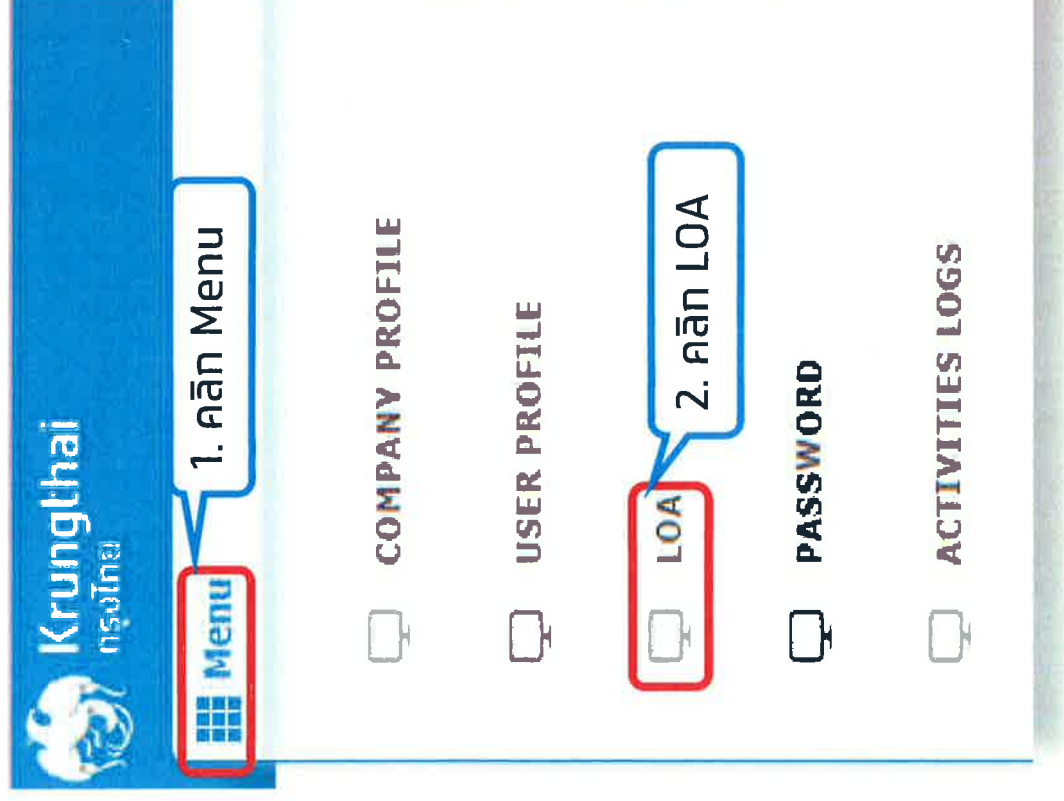 Krungthai
กรุงไทย
Menu
1. คลิก Menu
COMPANY PROFILE
USER PROFILE
LOA
2. คลิก LOA
PASSWORD
ACTIVITIES LOGS